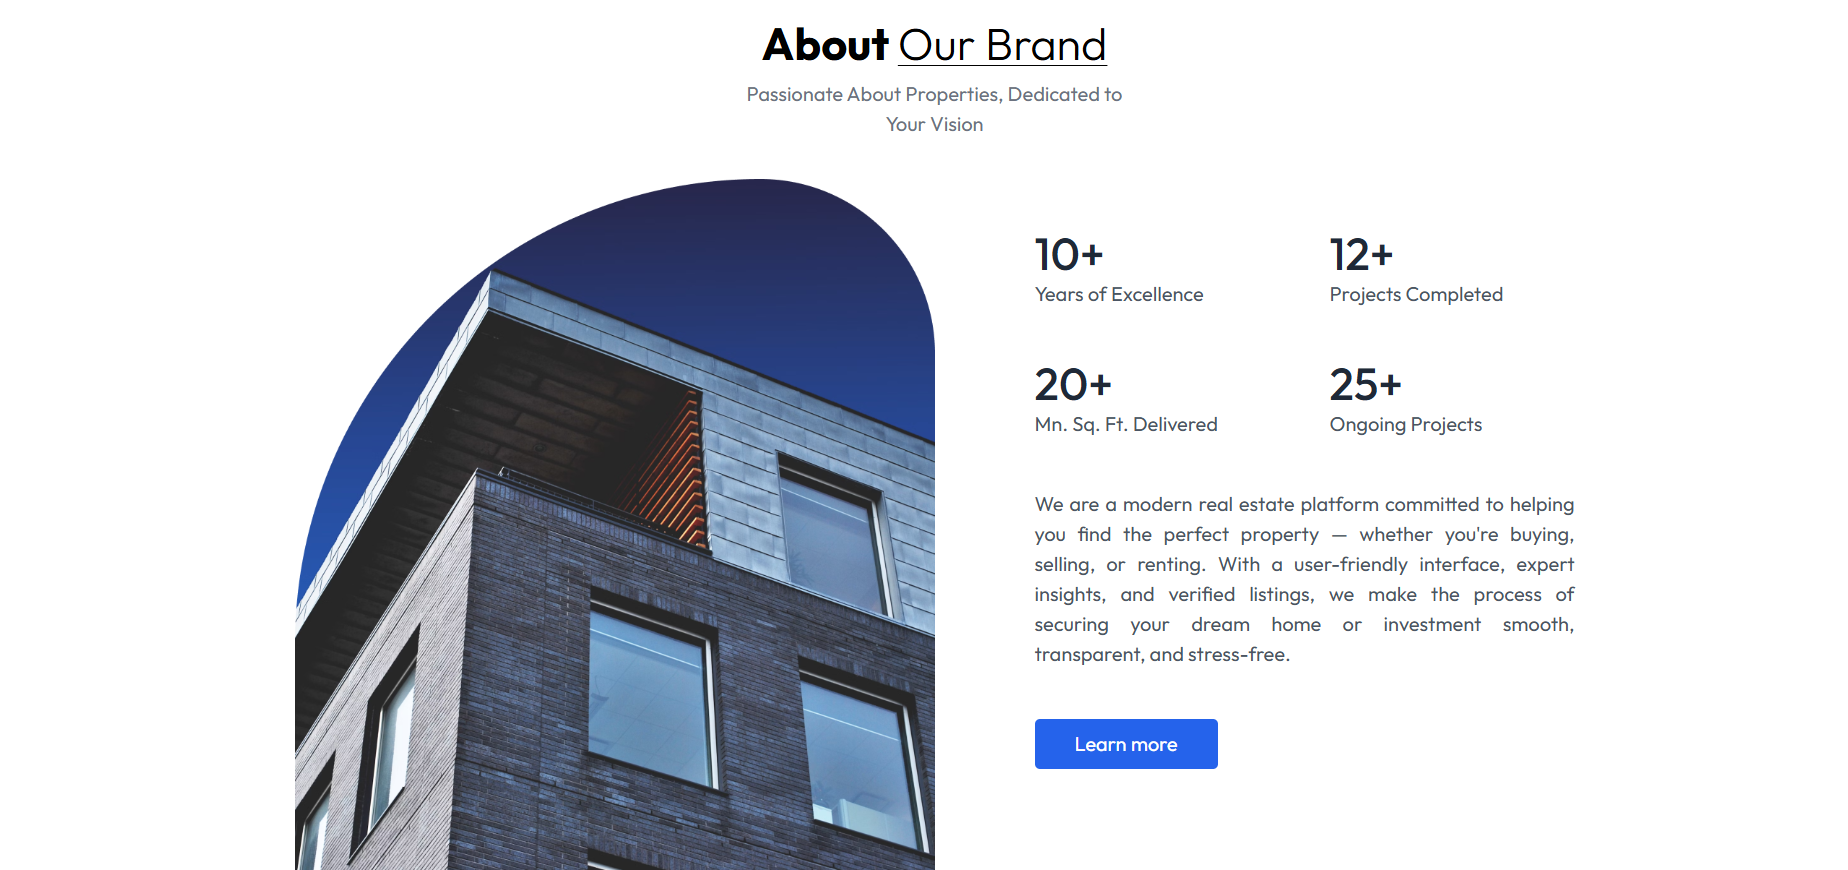 About Our Brand
Passionate About Properties, Dedicated to
Your Vision
10+
Years of Excellence
12+
Projects Completed
20+
Mn. Sq. Ft. Delivered
25+
Ongoing Projects
We are a modern real estate platform committed to helping
you find the perfect property — whether you're buying,
selling, or renting. With a user-friendly interface, expert
insights, and verified listings, we make the process of
securing your dream home or investment smooth,
transparent, and stress-free.
Learn more